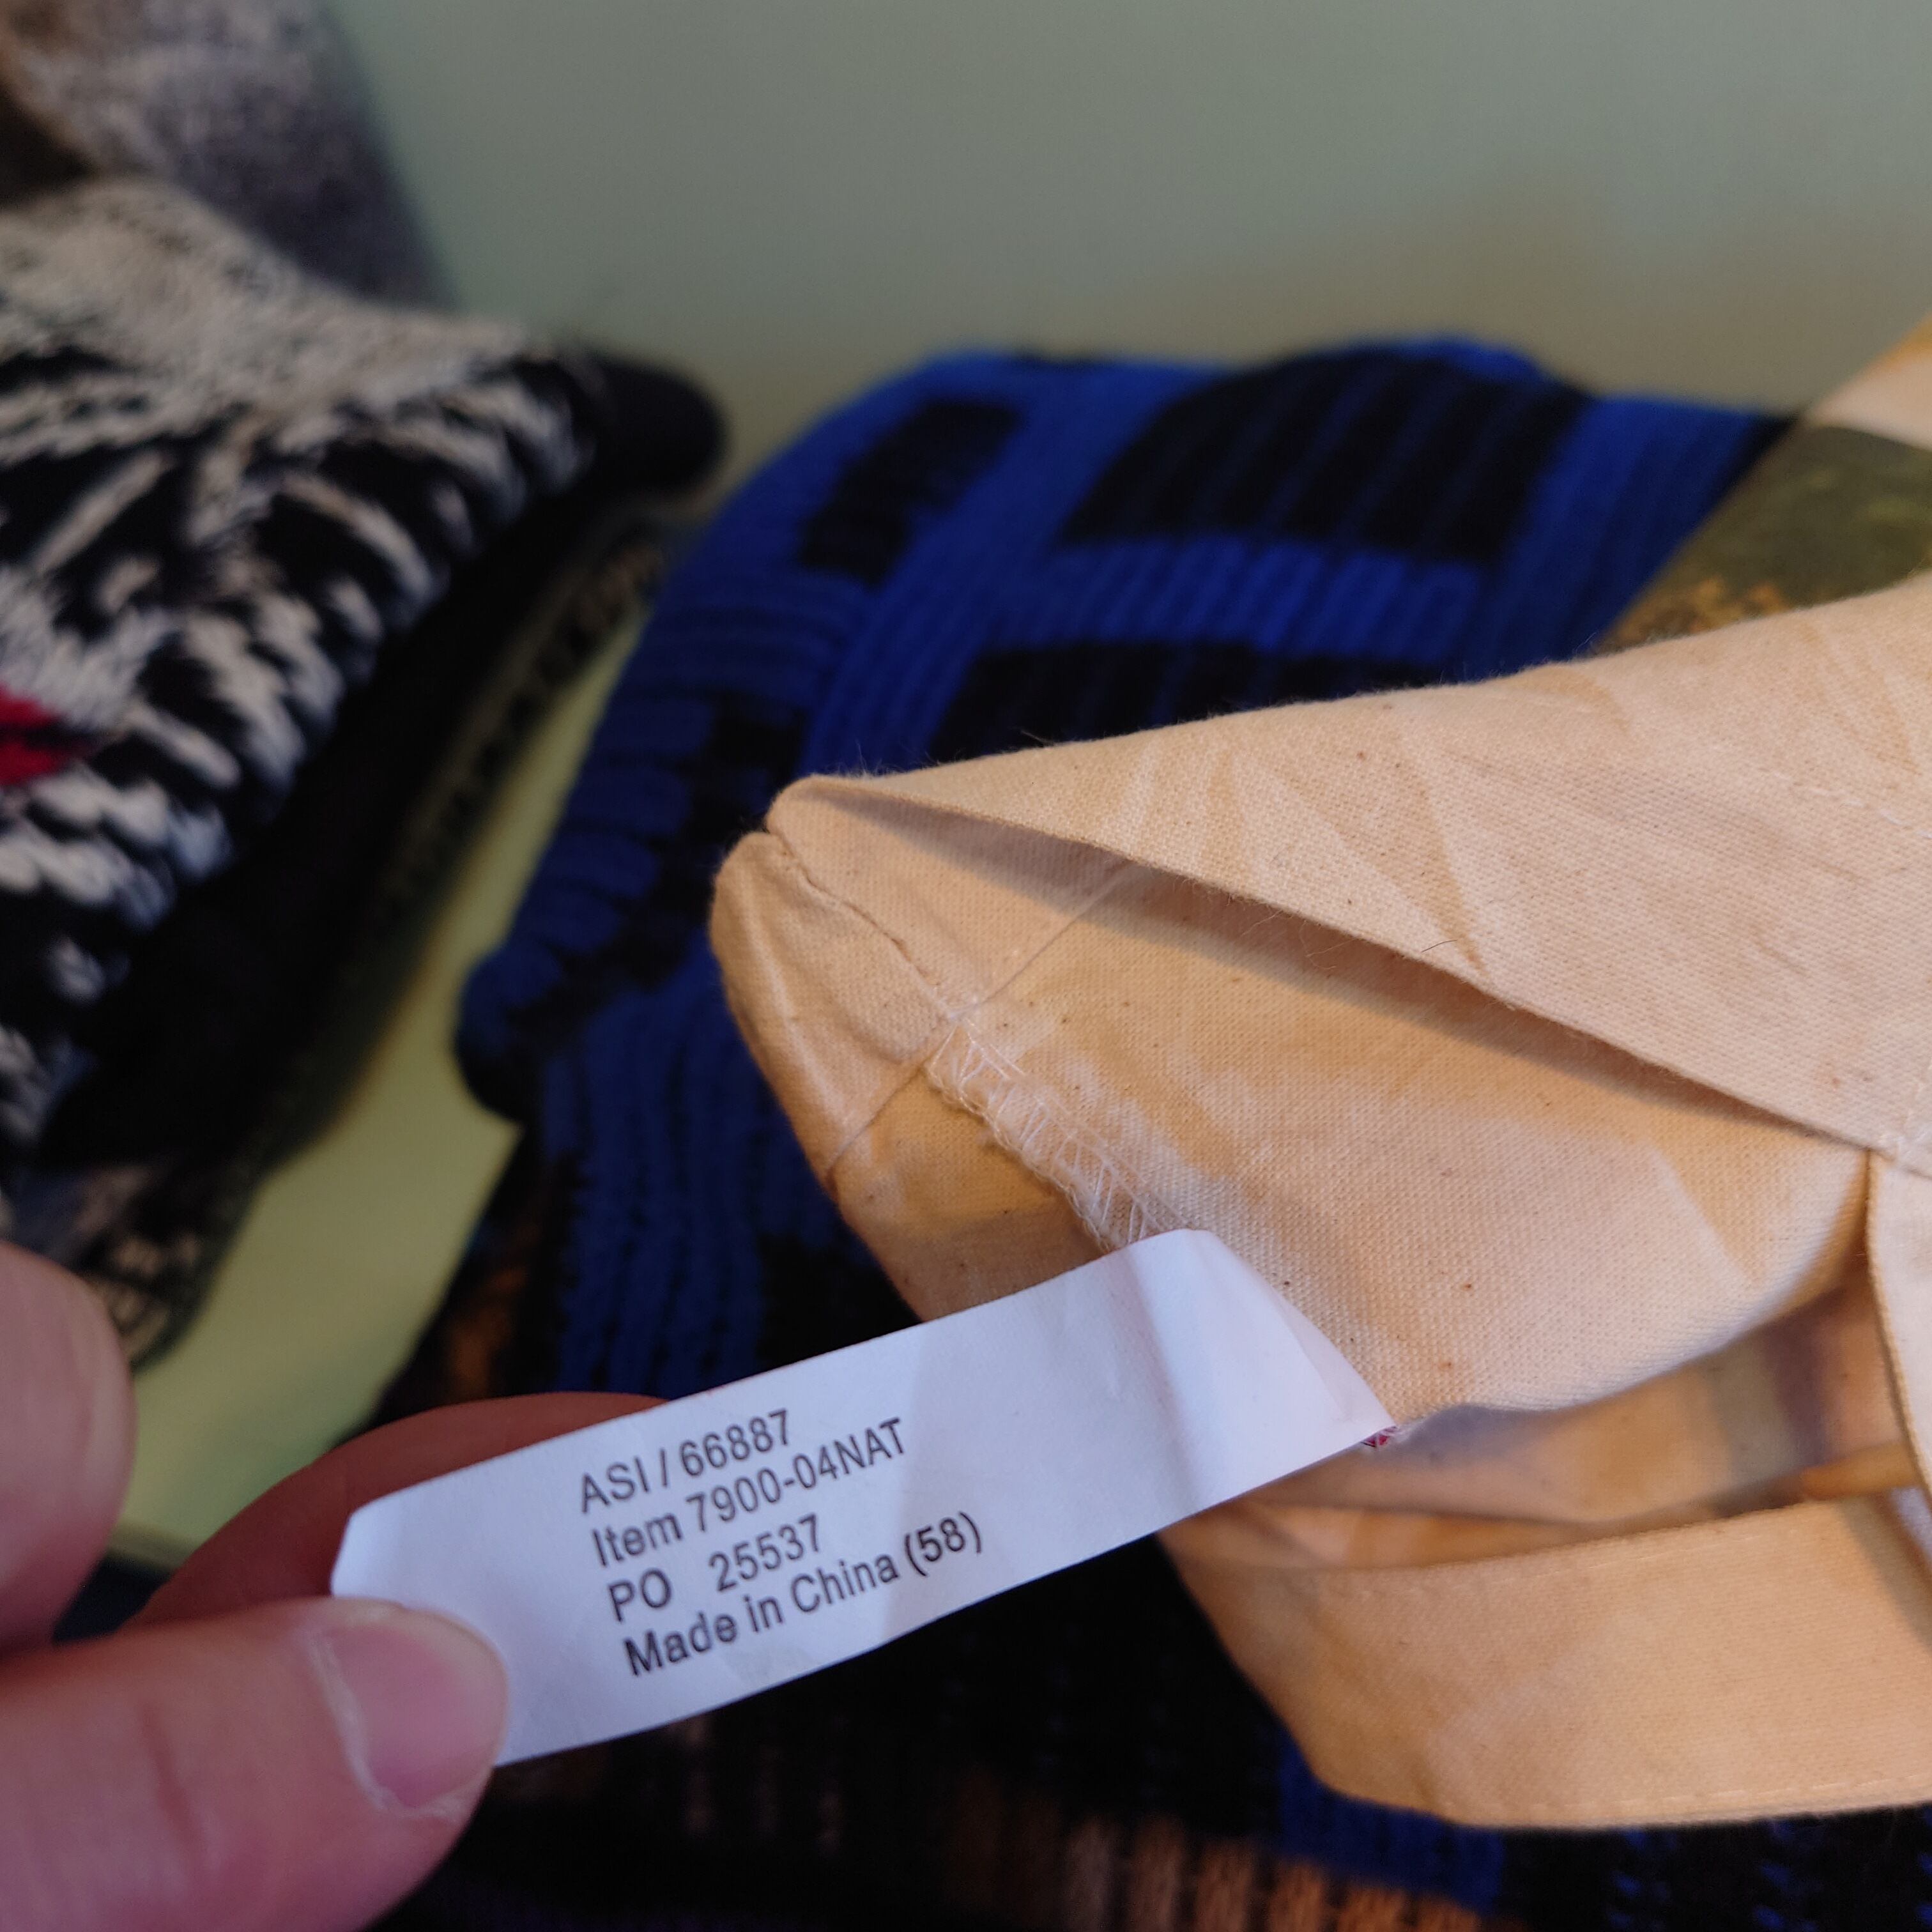 ASI / 66887
Item 7900-04NAT
PO 25537
Made in China (58)